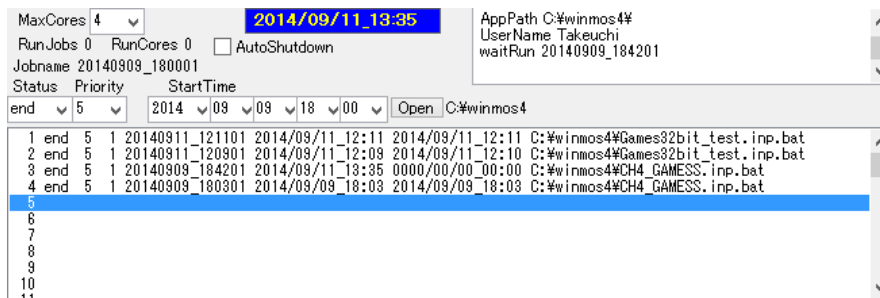 MaxCores 4
2014/09/11_13:35
RunJobs 0 RunCores 0 AutoShutdown
Jobname 20140909_180001
Status Priority StartTime
end 5 2014 09 09 18 00 Open C:¥winmos4
AppPath C:¥winmos4¥
UserName Takeuchi
waitRun 20140909_184201
1 end 5 1 20140911_121101 2014/09/11_12:11 2014/09/11_12:11 C:¥winmos4¥Games32bit_test.inp.bat
2 end 5 1 20140911_120901 2014/09/11_12:09 2014/09/11_12:10 C:¥winmos4¥Games32bit_test.inp.bat
3 end 5 1 20140909_184201 2014/09/11_13:35 0000/00/00_00:00 C:¥winmos4¥CH4_GAMESS.inp.bat
4 end 5 1 20140909_180301 2014/09/09_18:03 2014/09/09_18:03 C:¥winmos4¥CH4_GAMESS.inp.bat
5
6
7
8
9
10
11